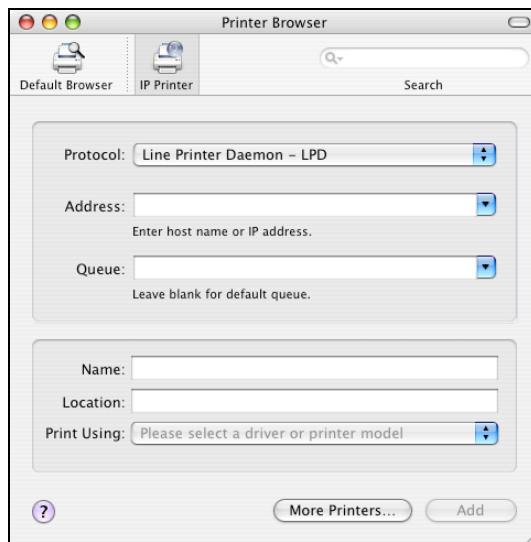 Printer Browser
Default Browser
IP Printer
Search
Protocol: Line Printer Daemon – LPD
Address:
Enter host name or IP address.
Queue:
Leave blank for default queue.
Name:
Location:
Print Using: Please select a driver or printer model
? More Printers... Add